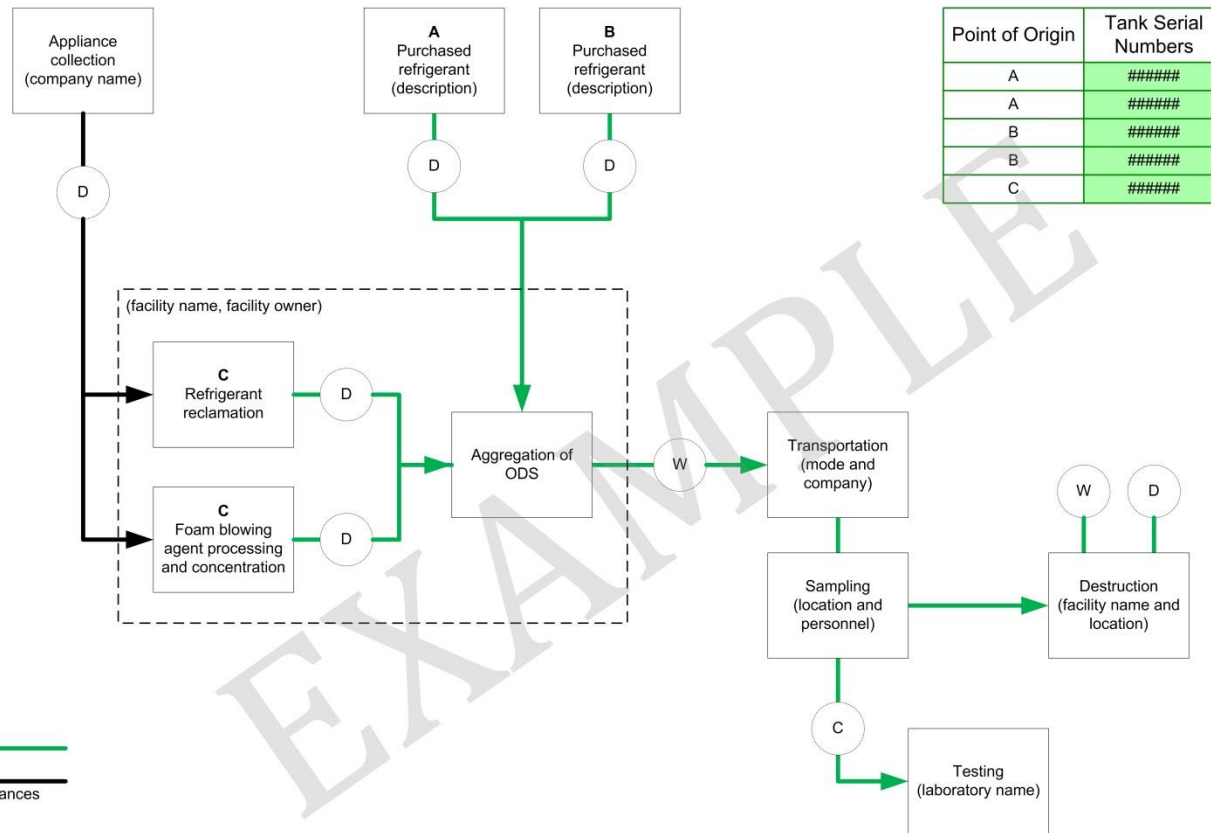 Appliance
collection
(company name)
A
Purchased
refrigerant
(description)
B
Purchased
refrigerant
(description)
Point of Origin
Tank Serial
Numbers
A
######
A
######
B
######
B
######
C
######
D
D
D
(facility name, facility owner)
C
Refrigerant
reclamation
D
C
Foam blowing
agent processing
and concentration
D
Aggregation of
ODS
W
Transportation
(mode and
company)
Sampling
(location and
personnel)
W
D
Destruction
(facility name and
location)
C
Testing
(laboratory name)
EXAMPLE